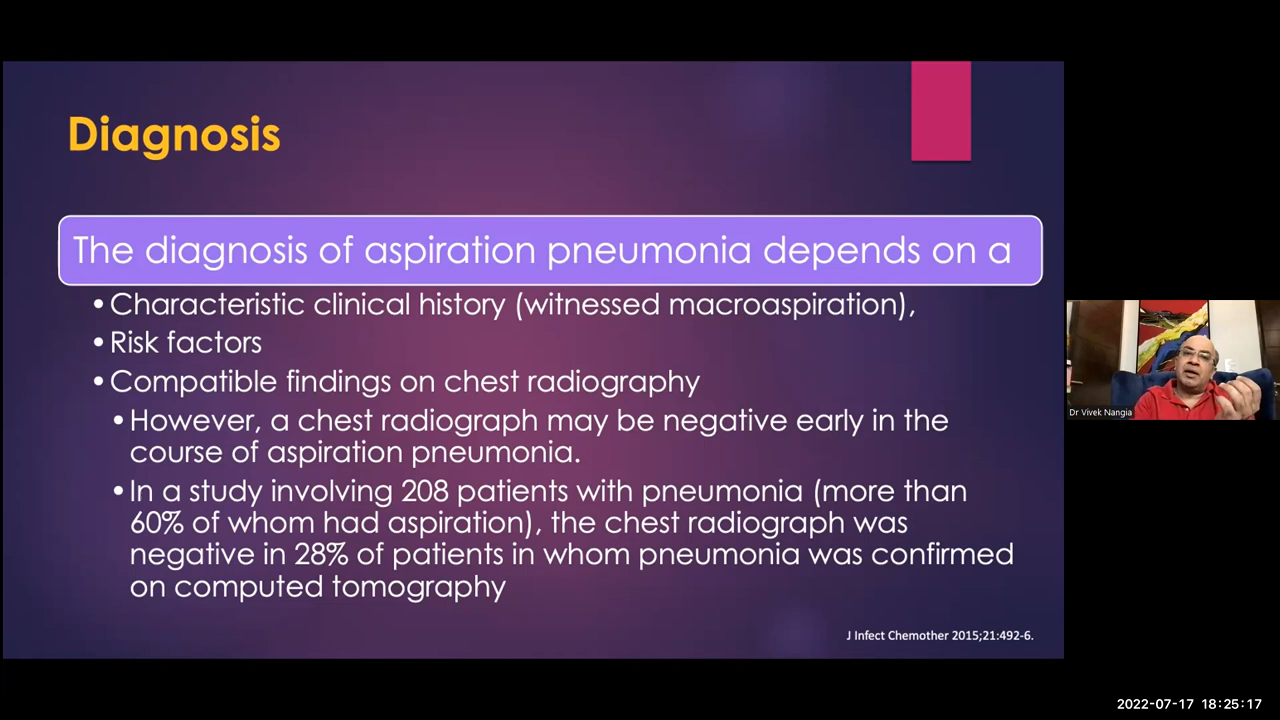 Diagnosis
The diagnosis of aspiration pneumonia depends on a
•Characteristic clinical history (witnessed macroaspiration),
•Risk factors
•Compatible findings on chest radiography
•However, a chest radiograph may be negative early in the
course of aspiration pneumonia.
•In a study involving 208 patients with pneumonia (more than
60% of whom had aspiration), the chest radiograph was
negative in 28% of patients in whom pneumonia was confirmed
on computed tomography
J Infect Chemother 2015;21:492-6.
Dr Vivek Nangia
2022-07-17 18:25:17